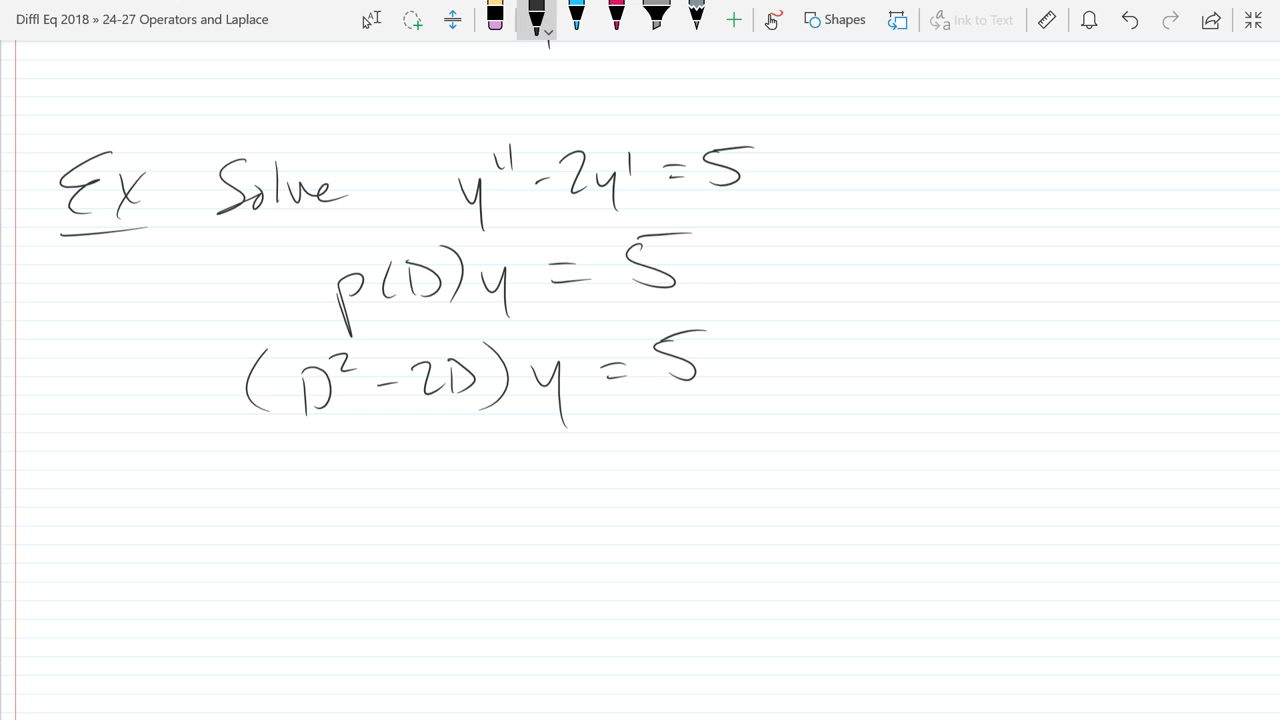 Diffl Eq 2018 » 24-27 Operators and Laplace
Shapes
Ink to Text
Ex Solve y'' - 2y' = 5
p(D)y = 5
(D² - 2D)y = 5